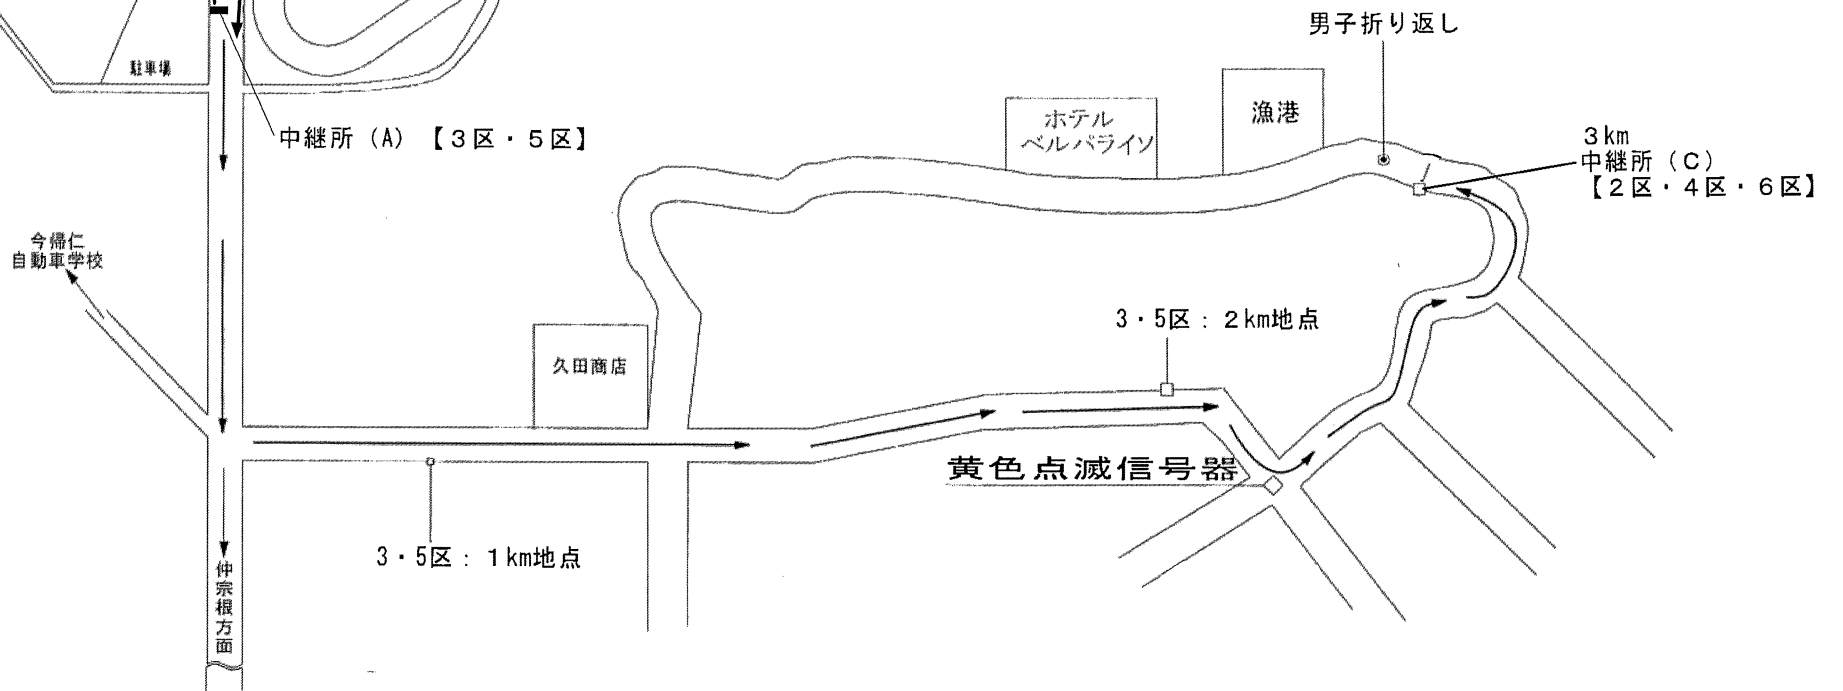 男子折り返し
駐車場
漁港
ホテル
ベルパライソ
中継所（A）【３区・５区】
３km
中継所（Ｃ）
【２区・４区・６区】
今帰仁
自動車学校
3・5区：２km地点
久田商店
黄色点滅信号器
3・5区：１km地点
仲宗根方面